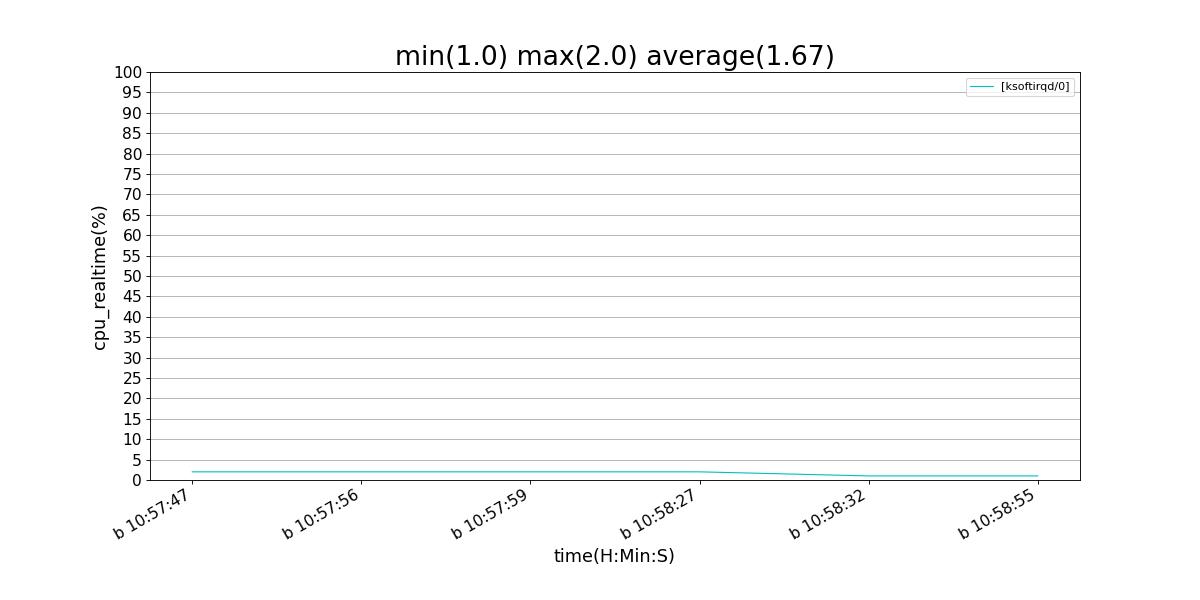 min(1.0) max(2.0) average(1.67)
[ksoftirqd/0]
100
95
90
85
80
75
70
65
60
55
50
45
40
35
30
25
20
15
10
5
0
cpu_realtime(%)
b 10:57:47
b 10:57:56
b 10:57:59
b 10:58:27
b 10:58:32
b 10:58:55
time(H:Min:S)